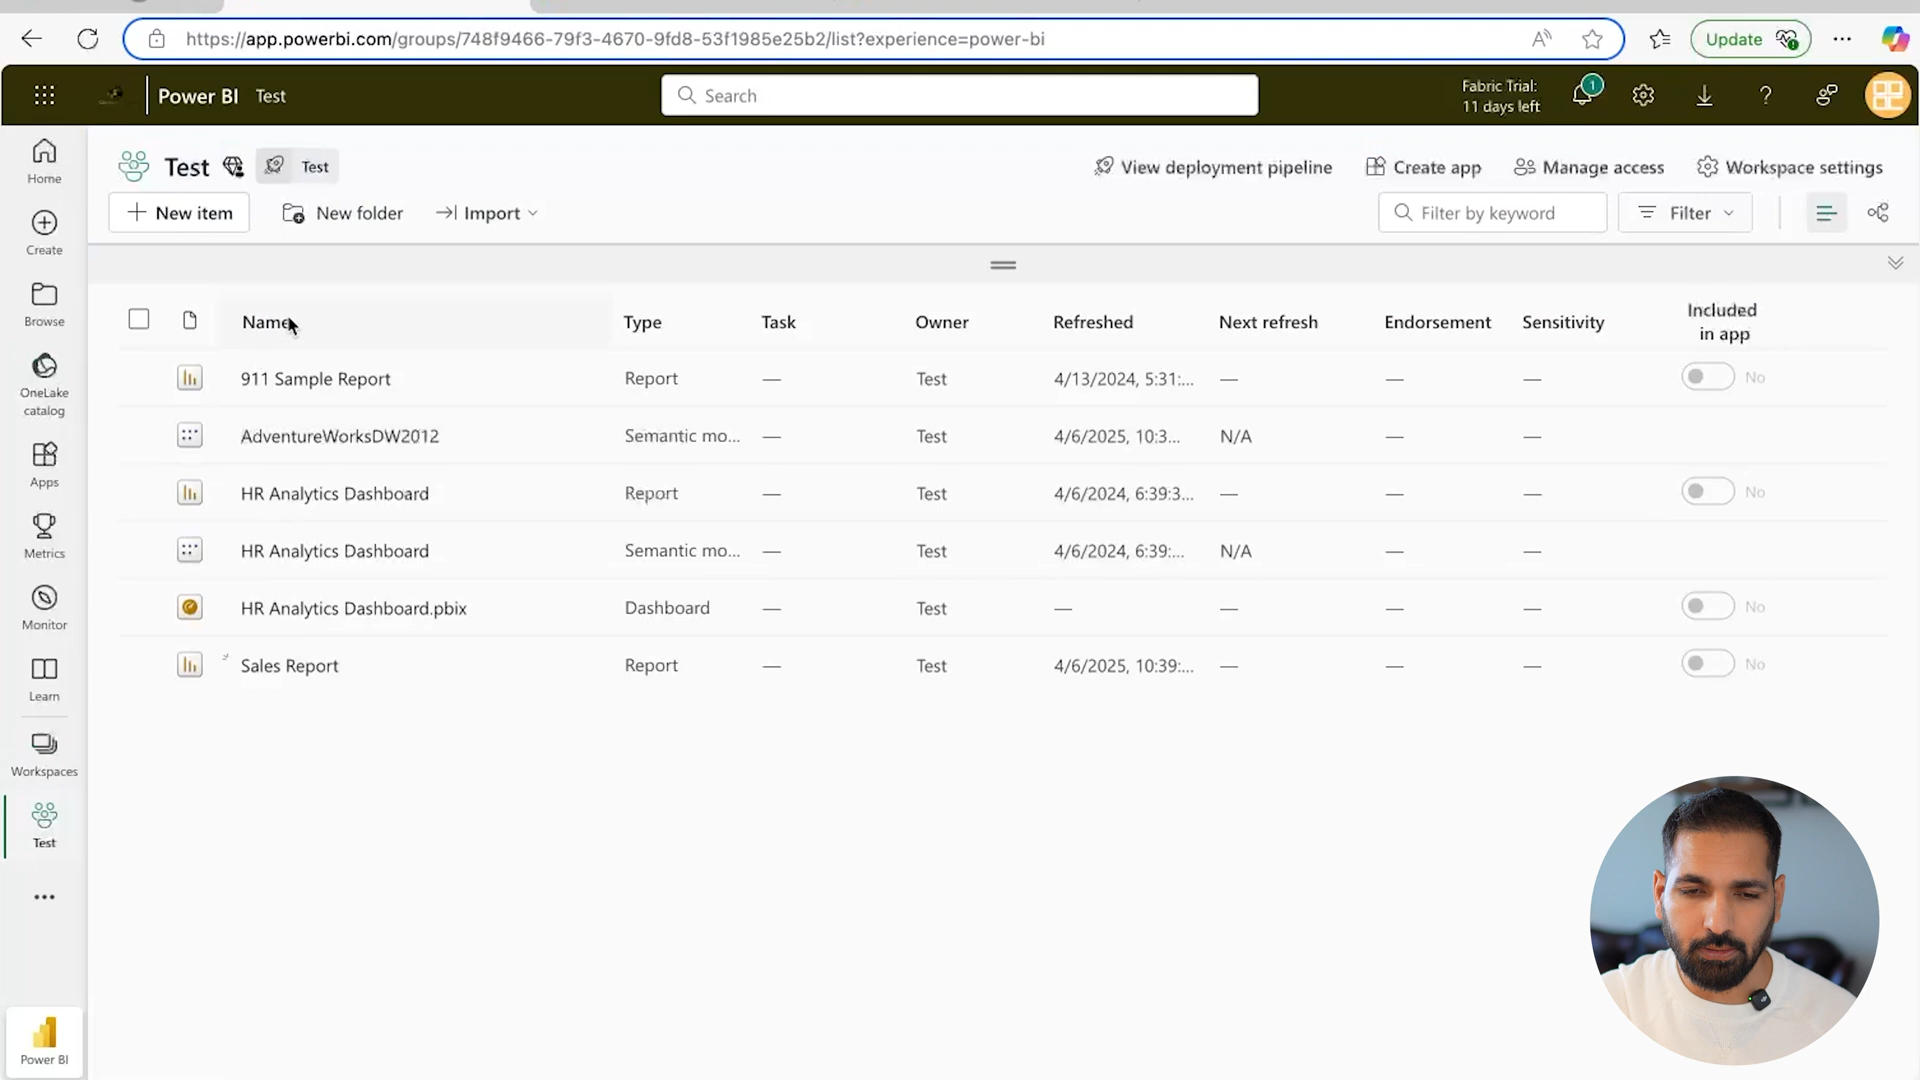 https://app.powerbi.com/groups/748f9466-79f3-4670-9fd8-53f1985e25b2/list?experience=power-bi
Update
Power BI Test
Search
Fabric Trial:
11 days left
1
Home
Create
Browse
OneLake
catalog
Apps
Metrics
Monitor
Learn
Workspaces
Test
Power BI
Test
Test
View deployment pipeline
Create app
Manage access
Workspace settings
New item
New folder
Import
Filter by keyword
Filter
Name Type Task Owner Refreshed Next refresh Endorsement Sensitivity Included in app
911 Sample Report Report — Test 4/13/2024, 5:31:... — — — No
AdventureWorksDW2012 Semantic mo... — Test 4/6/2025, 10:3... N/A — —
HR Analytics Dashboard Report — Test 4/6/2024, 6:39:3... — — — No
HR Analytics Dashboard Semantic mo... — Test 4/6/2024, 6:39:... N/A — —
HR Analytics Dashboard.pbix Dashboard — Test — — — — No
Sales Report Report — Test 4/6/2025, 10:39:... — — — No